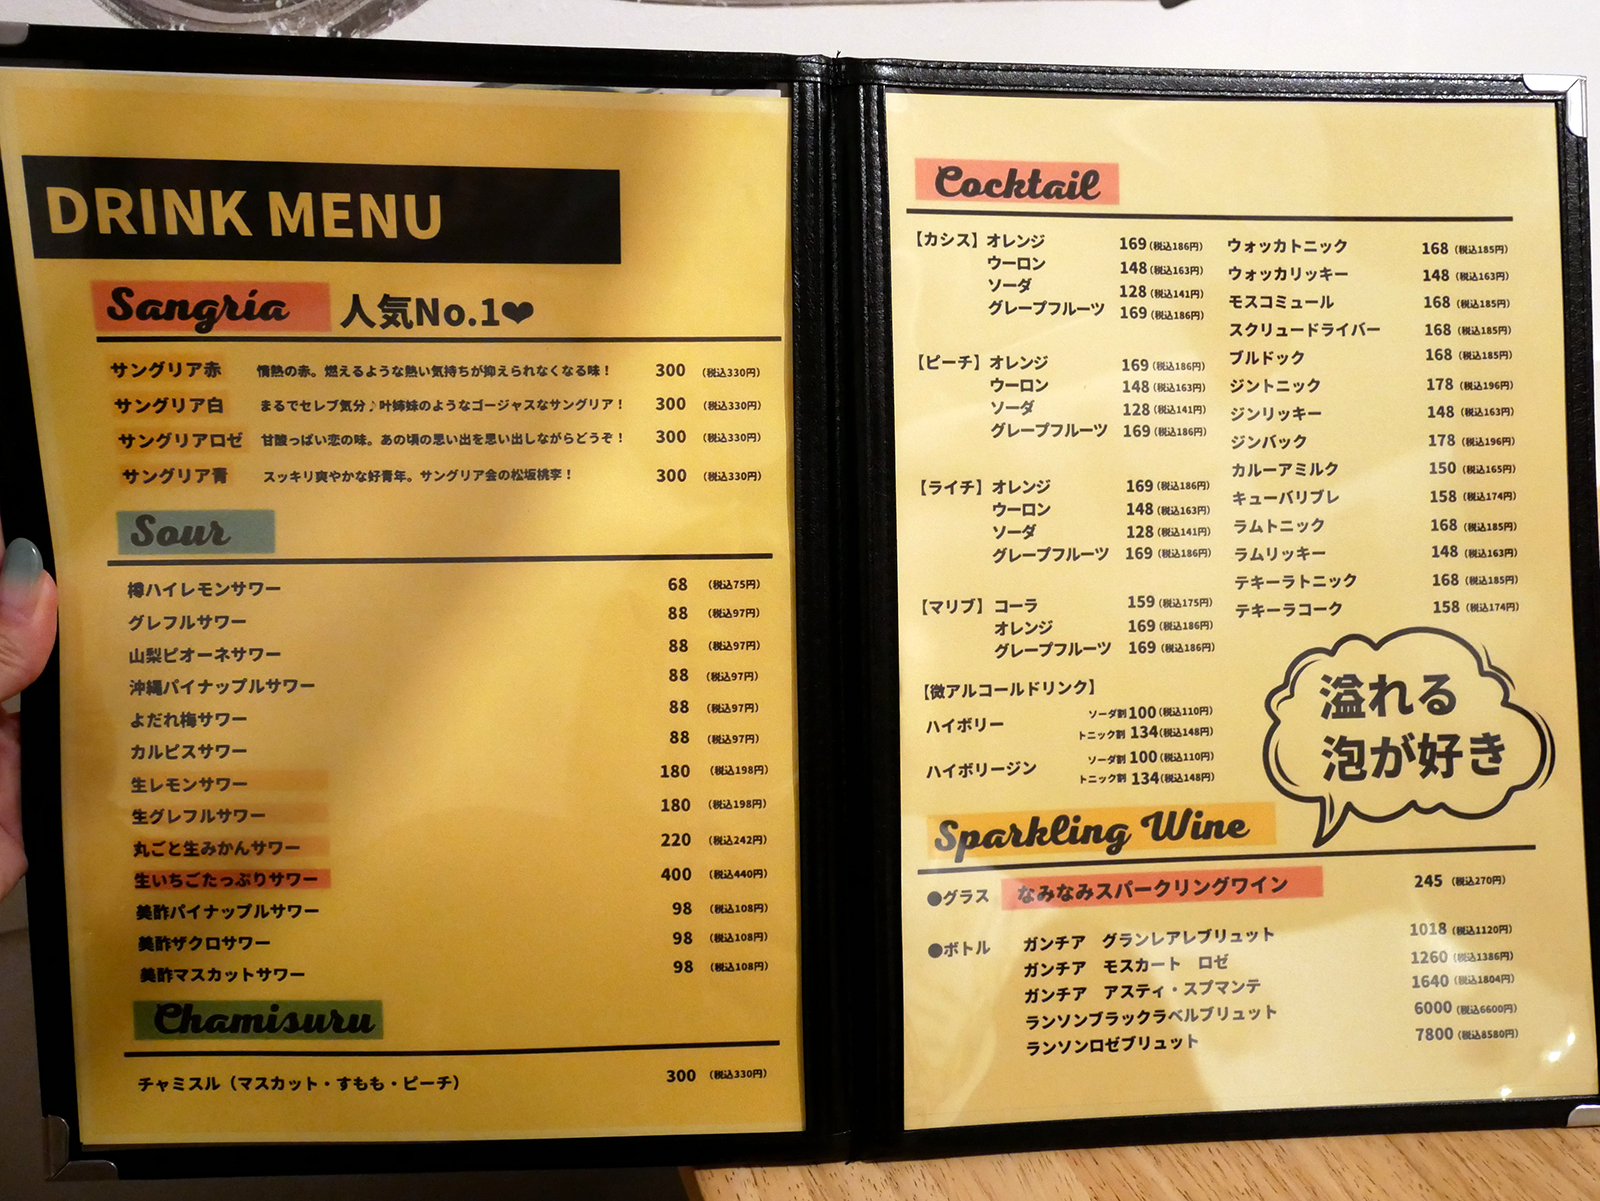 DRINK MENU
Sangria 人気No.1❤
サングリア赤 情熱の赤。燃えるような熱い気持ちが抑えられなくなる味！ 300 (税込330円)
サングリア白 まるでセレブ気分♪叶姉妹のようなゴージャスなサングリア！ 300 (税込330円)
サングリアロゼ 甘酸っぱい恋の味。あの頃の思い出を思い出しながらどうぞ！ 300 (税込330円)
サングリア青 スッキリ爽やかな好青年。サングリア会の松坂桃李！ 300 (税込330円)
Sour
樽ハイレモンサワー 68 (税込75円)
グレフルサワー 88 (税込97円)
山梨ピオーネサワー 88 (税込97円)
沖縄パイナップルサワー 88 (税込97円)
よだれ梅サワー 88 (税込97円)
カルピスサワー 88 (税込97円)
生レモンサワー 180 (税込198円)
生グレフルサワー 180 (税込198円)
丸ごと生みかんサワー 220 (税込242円)
生いちごたっぷりサワー 400 (税込440円)
美酢パイナップルサワー 98 (税込108円)
美酢ザクロサワー 98 (税込108円)
美酢マスカットサワー 98 (税込108円)
Chamisuru
チャミスル（マスカット・すもも・ピーチ） 300 (税込330円)
Cocktail
【カシス】オレンジ 169 (税込186円)
ウーロン 148 (税込163円)
ソーダ 128 (税込141円)
グレープフルーツ 169 (税込186円)
【ピーチ】オレンジ 169 (税込186円)
ウーロン 148 (税込163円)
ソーダ 128 (税込141円)
グレープフルーツ 169 (税込186円)
【ライチ】オレンジ 169 (税込186円)
ウーロン 148 (税込163円)
ソーダ 128 (税込141円)
グレープフルーツ 169 (税込186円)
【マリブ】コーラ 159 (税込175円)
オレンジ 169 (税込186円)
グレープフルーツ 169 (税込186円)
【微アルコールドリンク】
ハイボリー ソーダ割 100 (税込110円)
トニック割 134 (税込148円)
ハイボリージン ソーダ割 100 (税込110円)
トニック割 134 (税込148円)
ウォッカトニック 168 (税込185円)
ウォッカリッキー 148 (税込163円)
モスコミュール 168 (税込185円)
スクリュードライバー 168 (税込185円)
ブルドック 168 (税込185円)
ジントニック 178 (税込196円)
ジンリッキー 148 (税込163円)
ジンバック 178 (税込196円)
カルーアミルク 150 (税込165円)
キューバリブレ 158 (税込174円)
ラムトニック 168 (税込185円)
ラムリッキー 148 (税込163円)
テキーラトニック 168 (税込185円)
テキーラコーク 158 (税込174円)
溢れる
泡が好き
Sparkling Wine
●グラス なみなみスパークリングワイン 245 (税込270円)
●ボトル ガンチア グランレアレブリュット 1018 (税込1120円)
ガンチア モスカート ロゼ 1260 (税込1386円)
ガンチア アスティ・スプマンテ 1640 (税込1804円)
ランソンブラックラベルブリュット 6000 (税込6600円)
ランソンロゼブリュット 7800 (税込8580円)